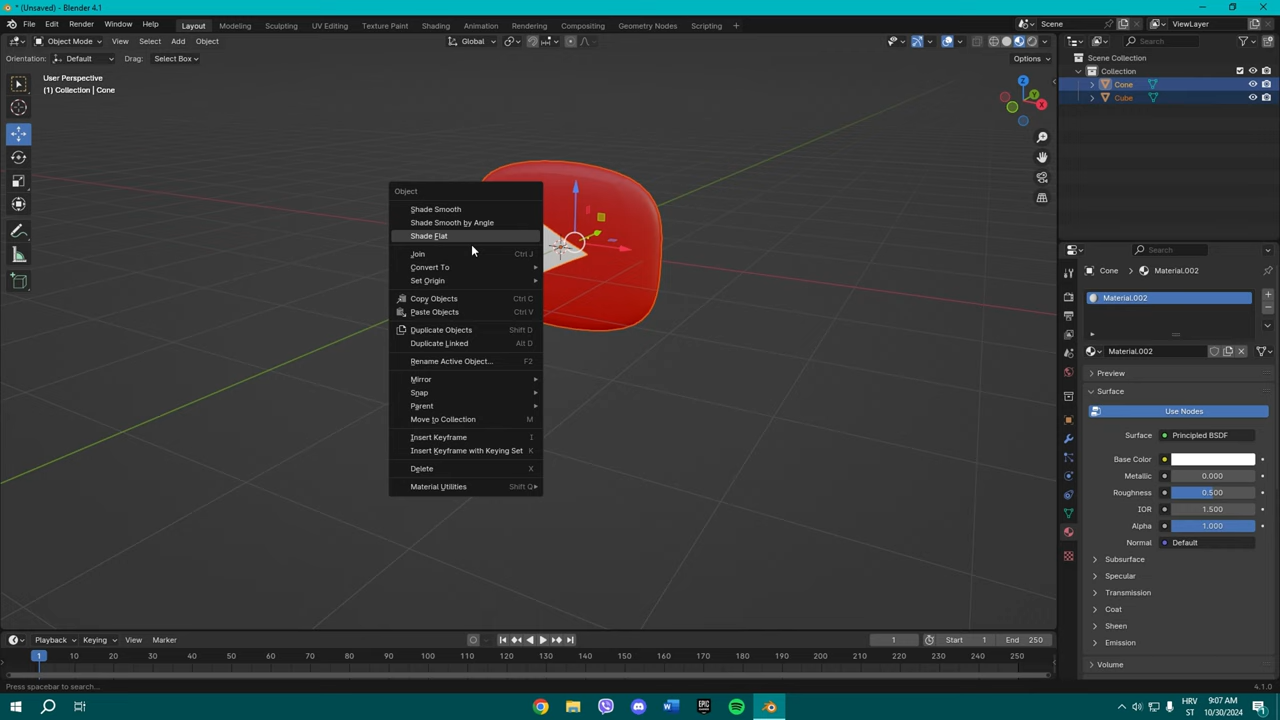 * (Unsaved) - Blender 4.1
File Edit Render Window Help Layout Modeling Sculpting UV Editing Texture Paint Shading Animation Rendering Compositing Geometry Nodes Scripting + Scene ViewLayer
Object Mode View Select Add Object Global Search
Orientation: Default Drag: Select Box Options
User Perspective
(1) Collection | Cone
Scene Collection
Collection
Cone
Cube
Z
Y
X
Object
Shade Smooth
Shade Smooth by Angle
Shade Flat
Join Ctrl J
Convert To
Set Origin
Copy Objects Ctrl C
Paste Objects Ctrl V
Duplicate Objects Shift D
Duplicate Linked Alt D
Rename Active Object... F2
Mirror
Snap
Parent
Move to Collection M
Insert Keyframe I
Insert Keyframe with Keying Set K
Delete X
Material Utilities Shift Q
Search
Cone Material.002
Material.002
Material.002
Preview
Surface
Use Nodes
Surface Principled BSDF
Base Color
Metallic 0.000
Roughness 0.500
IOR 1.500
Alpha 1.000
Normal Default
Subsurface
Specular
Transmission
Coat
Sheen
Emission
Volume
Playback Keying View Marker 1 Start 1 End 250
1 10 20 30 40 50 60 70 80 90 100 110 120 130 140 150 160 170 180 190 200 210 220 230 240 250
Press spacebar to search... 4.1.0
HRV 9:07 AM
ST 10/30/2024